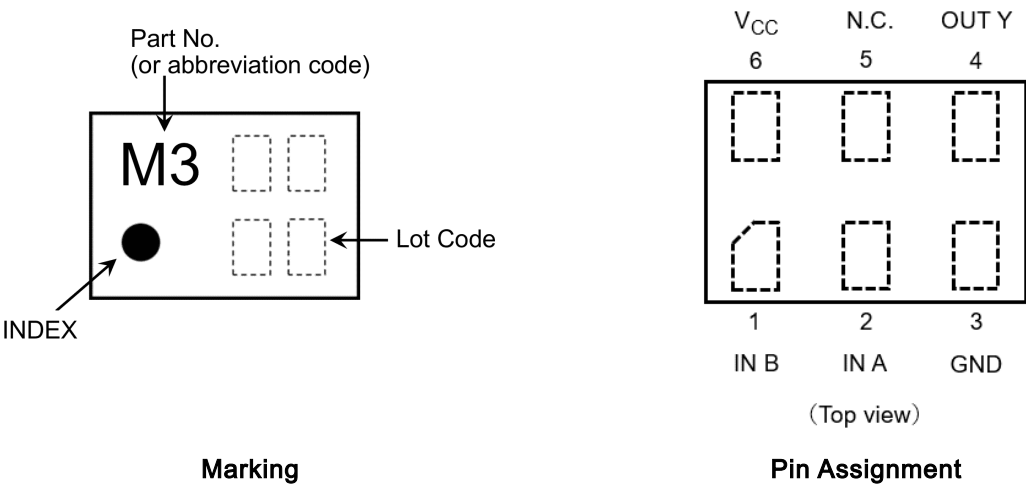 Part No.
(or abbreviation code)
M3
Lot Code
INDEX
Marking
VCC N.C. OUT Y
6 5 4
1 2 3
IN B IN A GND
（Top view）
Pin Assignment